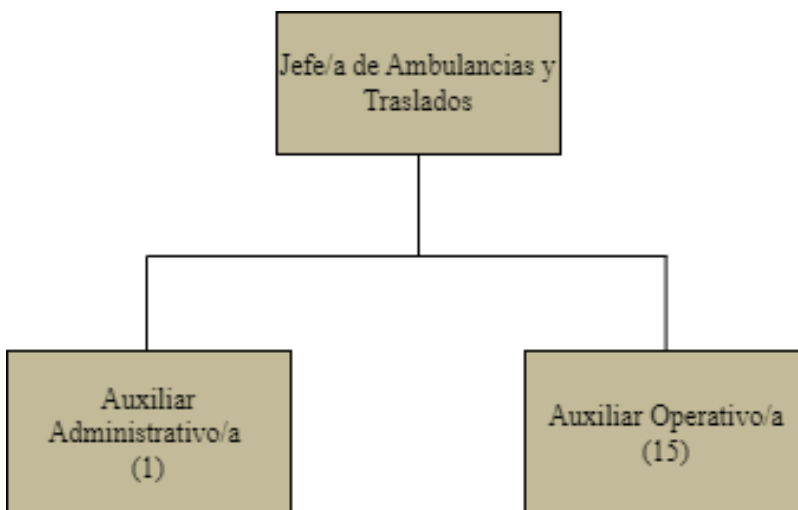 Jefe/a de Ambulancias y
Traslados
Auxiliar
Administrativo/a
(1)
Auxiliar Operativo/a
(15)